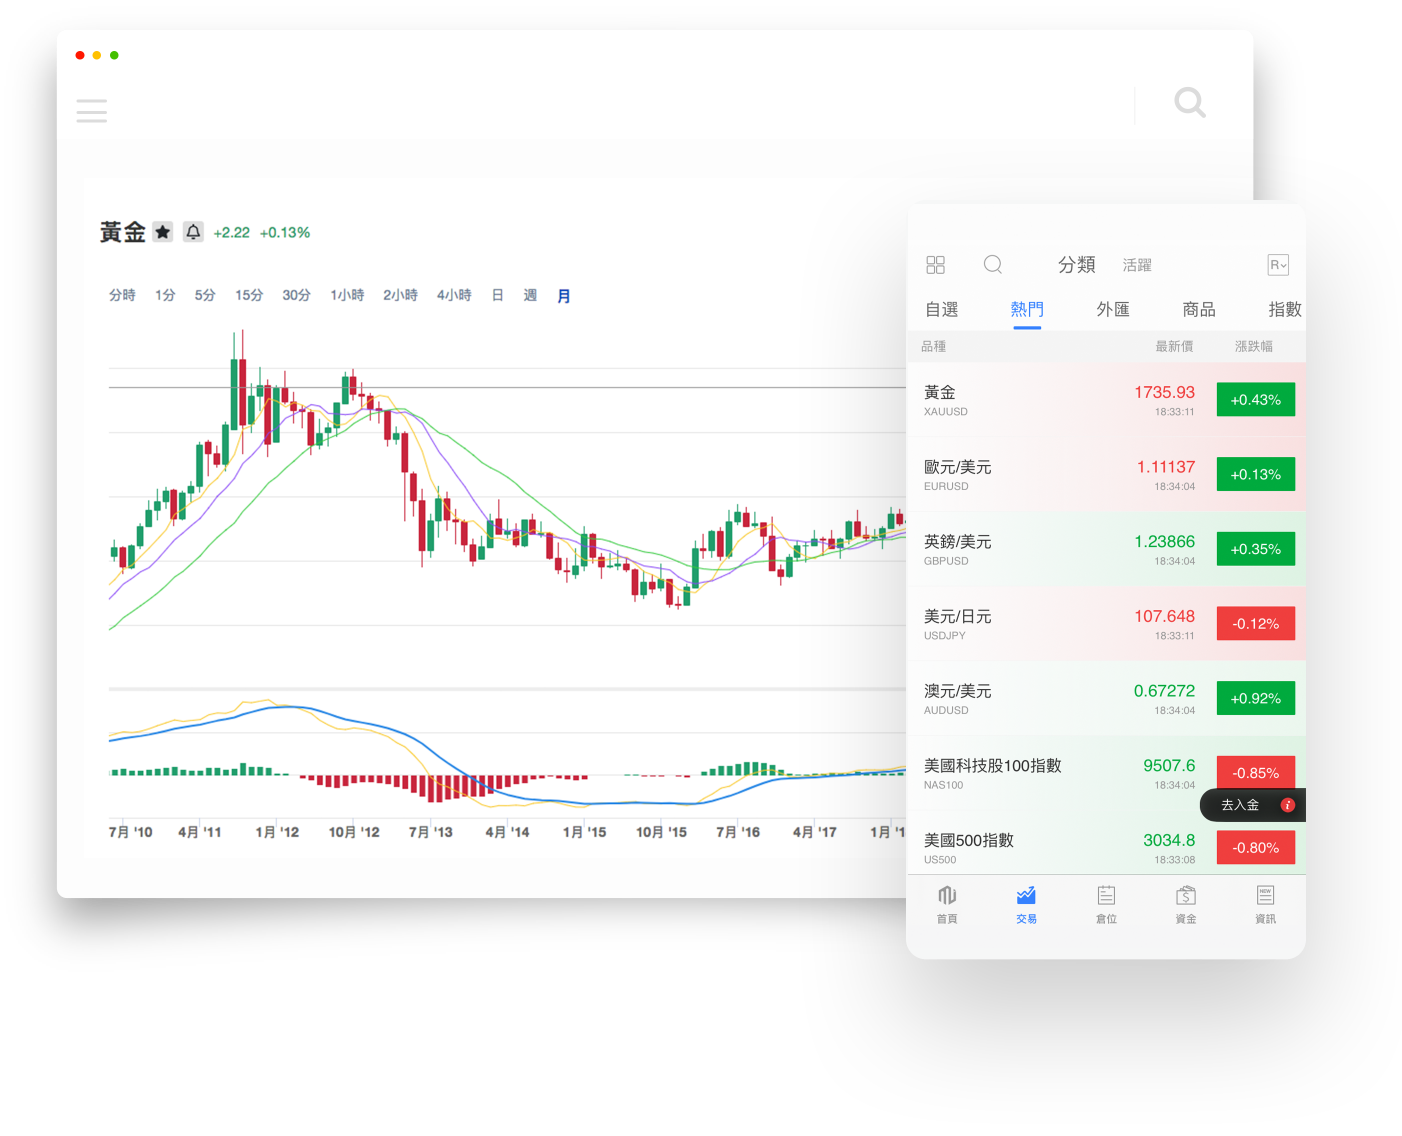 黃金 +2.22 +0.13%
分時 1分 5分 15分 30分 1小時 2小時 4小時 日 週 月
7月 '10 4月 '11 1月 '12 10月 '12 7月 '13 4月 '14 1月 '15 10月 '15 7月 '16 4月 '17 1月
分類 活躍 R
自選 熱門 外匯 商品 指數
品種 最新價 漲跌幅
黃金 1735.93 +0.43%
XAUUSD 18:33:11
歐元/美元 1.11137 +0.13%
EURUSD 18:34:04
英鎊/美元 1.23866 +0.35%
GBPUSD 18:34:04
美元/日元 107.648 -0.12%
USDJPY 18:33:11
澳元/美元 0.67272 +0.92%
AUDUSD 18:34:04
美國科技股100指數 9507.6 -0.85%
NAS100 18:34:04
去入金 i
美國500指數 3034.8 -0.80%
US500 18:33:08
NEW
首頁 交易 倉位 資金 資訊